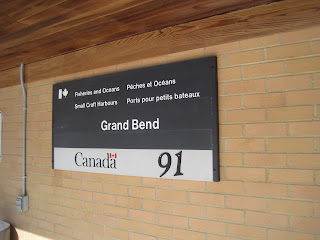 Fisheries and Oceans Pêches et Océans
Small Craft Harbours Ports pour petits bateaux
Grand Bend
Canada 91